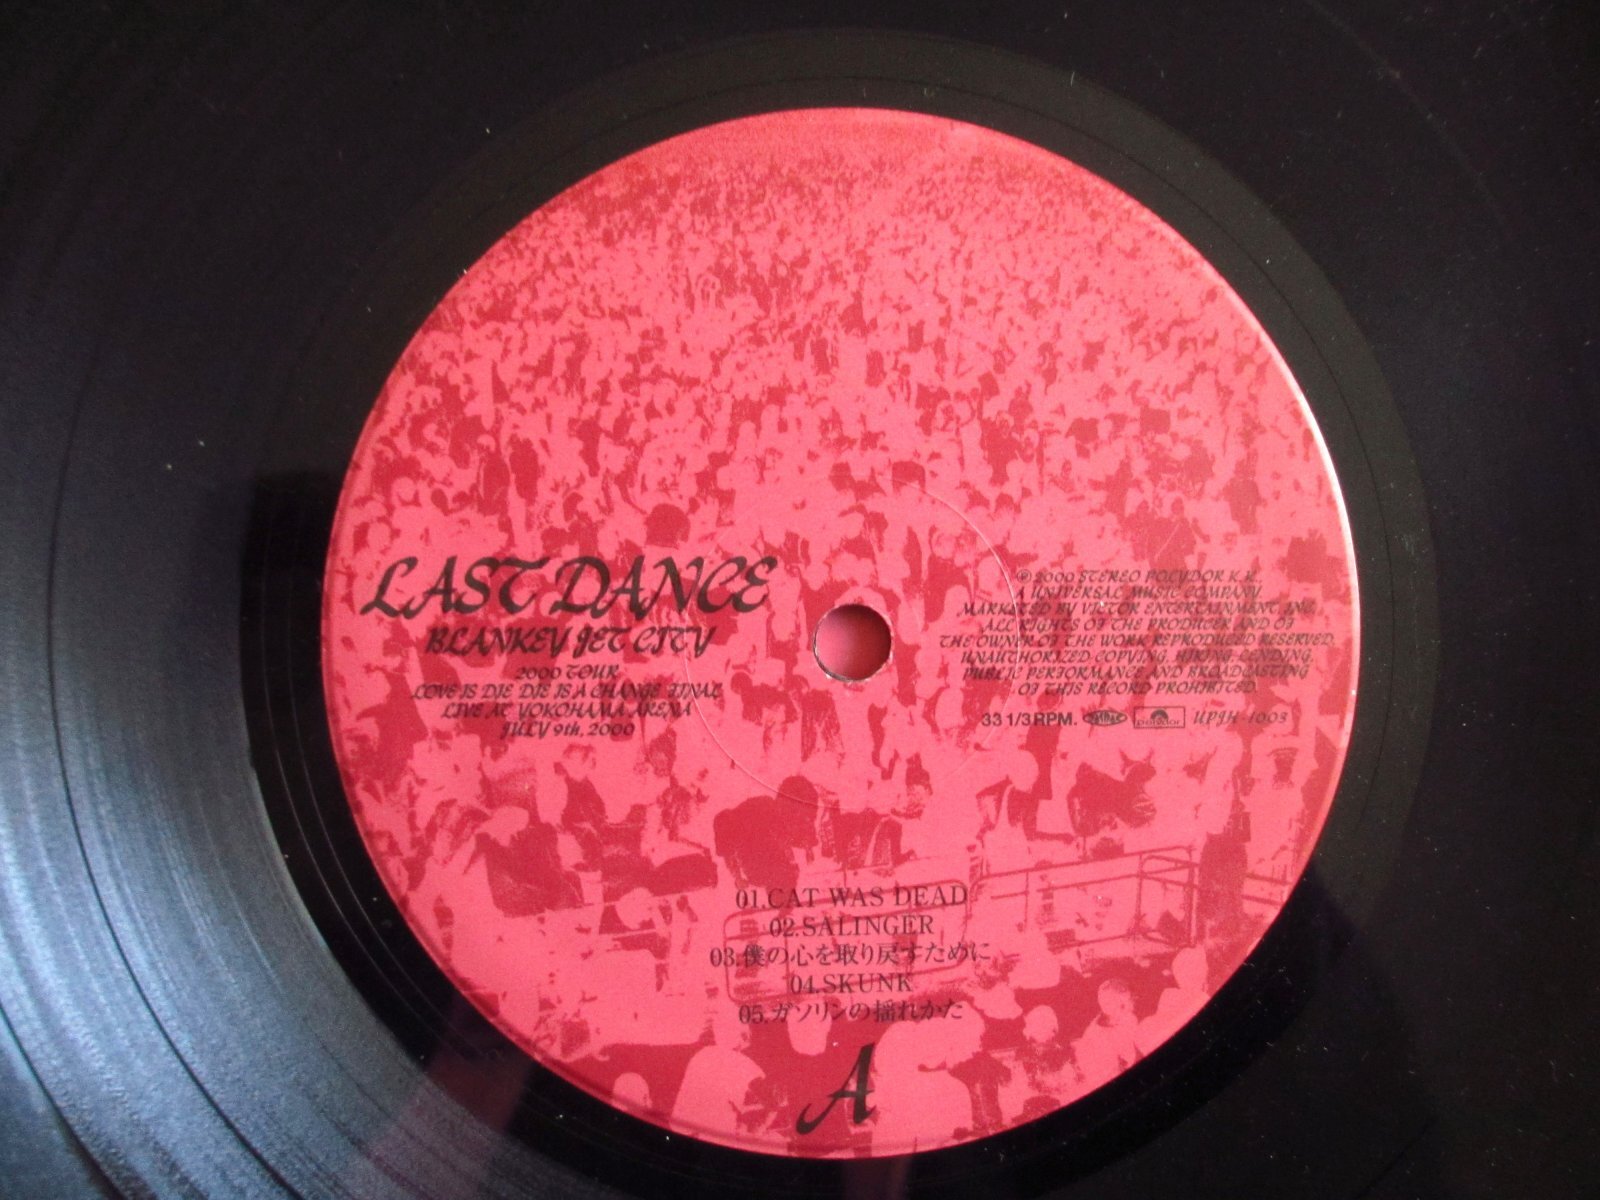 LAST DANCE
BLANKEY JET CITY
2000 TOUR
LOVE IS DIE DIE IS A CHANGE FINAL
LIVE AT YOKOHAMA ARENA
JULY 9th, 2000
℗ 2000 STEREO POLYDOR K.K.,
A UNIVERSAL MUSIC COMPANY.
MARKETED BY VICTOR ENTERTAINMENT, INC.
ALL RIGHTS OF THE PRODUCER AND OF
THE OWNER OF THE WORK REPRODUCED RESERVED.
UNAUTHORIZED COPYING, HIRING, LENDING,
PUBLIC PERFORMANCE AND BROADCASTING
OF THIS RECORD PROHIBITED.
33 1/3 RPM. JASRAC polydor UPJH-1003
01.CAT WAS DEAD
02.SALINGER
03.僕の心を取り戻すために
04.SKUNK
05.ガソリンの揺れかた
A